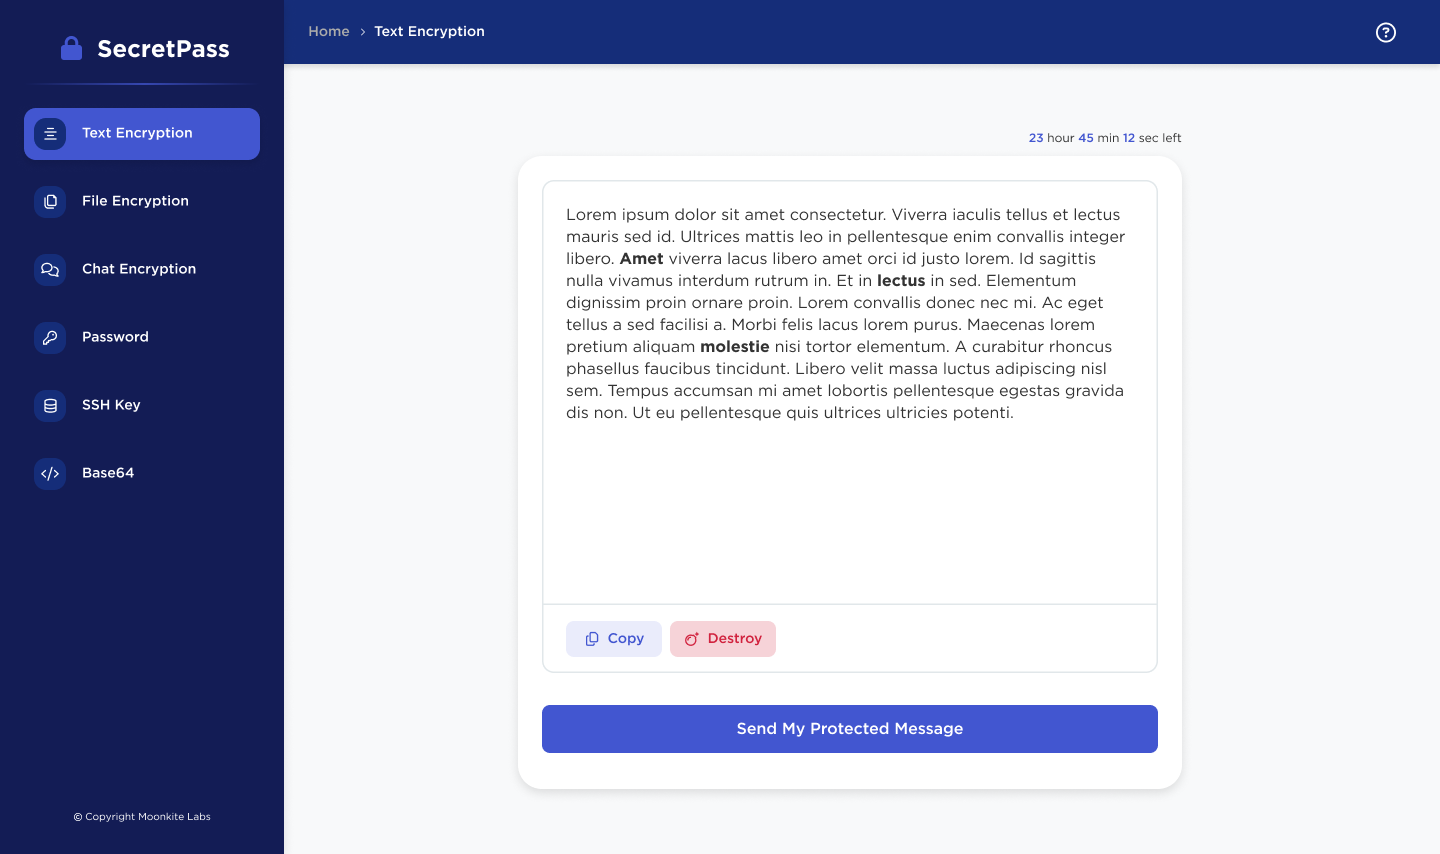 SecretPass
Text Encryption
File Encryption
Chat Encryption
Password
SSH Key
Base64
© Copyright Moonkite Labs
Home > Text Encryption
23 hour 45 min 12 sec left
Lorem ipsum dolor sit amet consectetur. Viverra iaculis tellus et lectus
mauris sed id. Ultrices mattis leo in pellentesque enim convallis integer
libero. Amet viverra lacus libero amet orci id justo lorem. Id sagittis
nulla vivamus interdum rutrum in. Et in lectus in sed. Elementum
dignissim proin ornare proin. Lorem convallis donec nec mi. Ac eget
tellus a sed facilisi a. Morbi felis lacus lorem purus. Maecenas lorem
pretium aliquam molestie nisi tortor elementum. A curabitur rhoncus
phasellus faucibus tincidunt. Libero velit massa luctus adipiscing nisl
sem. Tempus accumsan mi amet lobortis pellentesque egestas gravida
dis non. Ut eu pellentesque quis ultrices ultricies potenti.
Copy
Destroy
Send My Protected Message